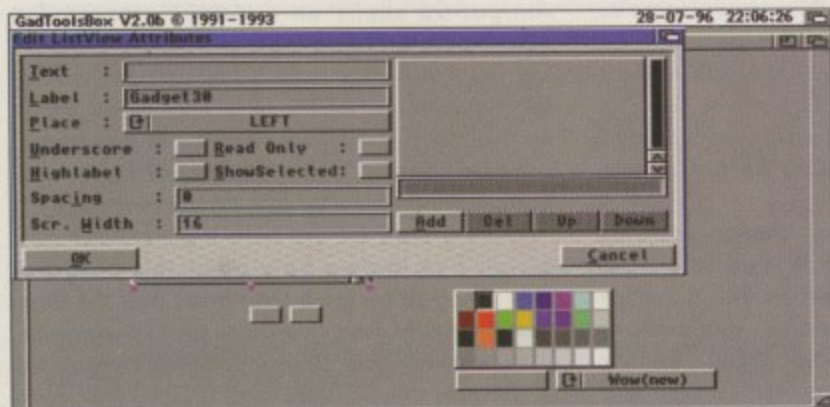 GadToolsBox V2.0b © 1991-1993 28-07-96 22:06:26
Edit ListView Attributes
Text :
Label : Gadget30
Place : LEFT
Underscore : Read Only :
Highlabel : ShowSelected:
Spacing : 0
Scr. Width : 16
Add Del Up Down
OK Cancel
Wow(new)